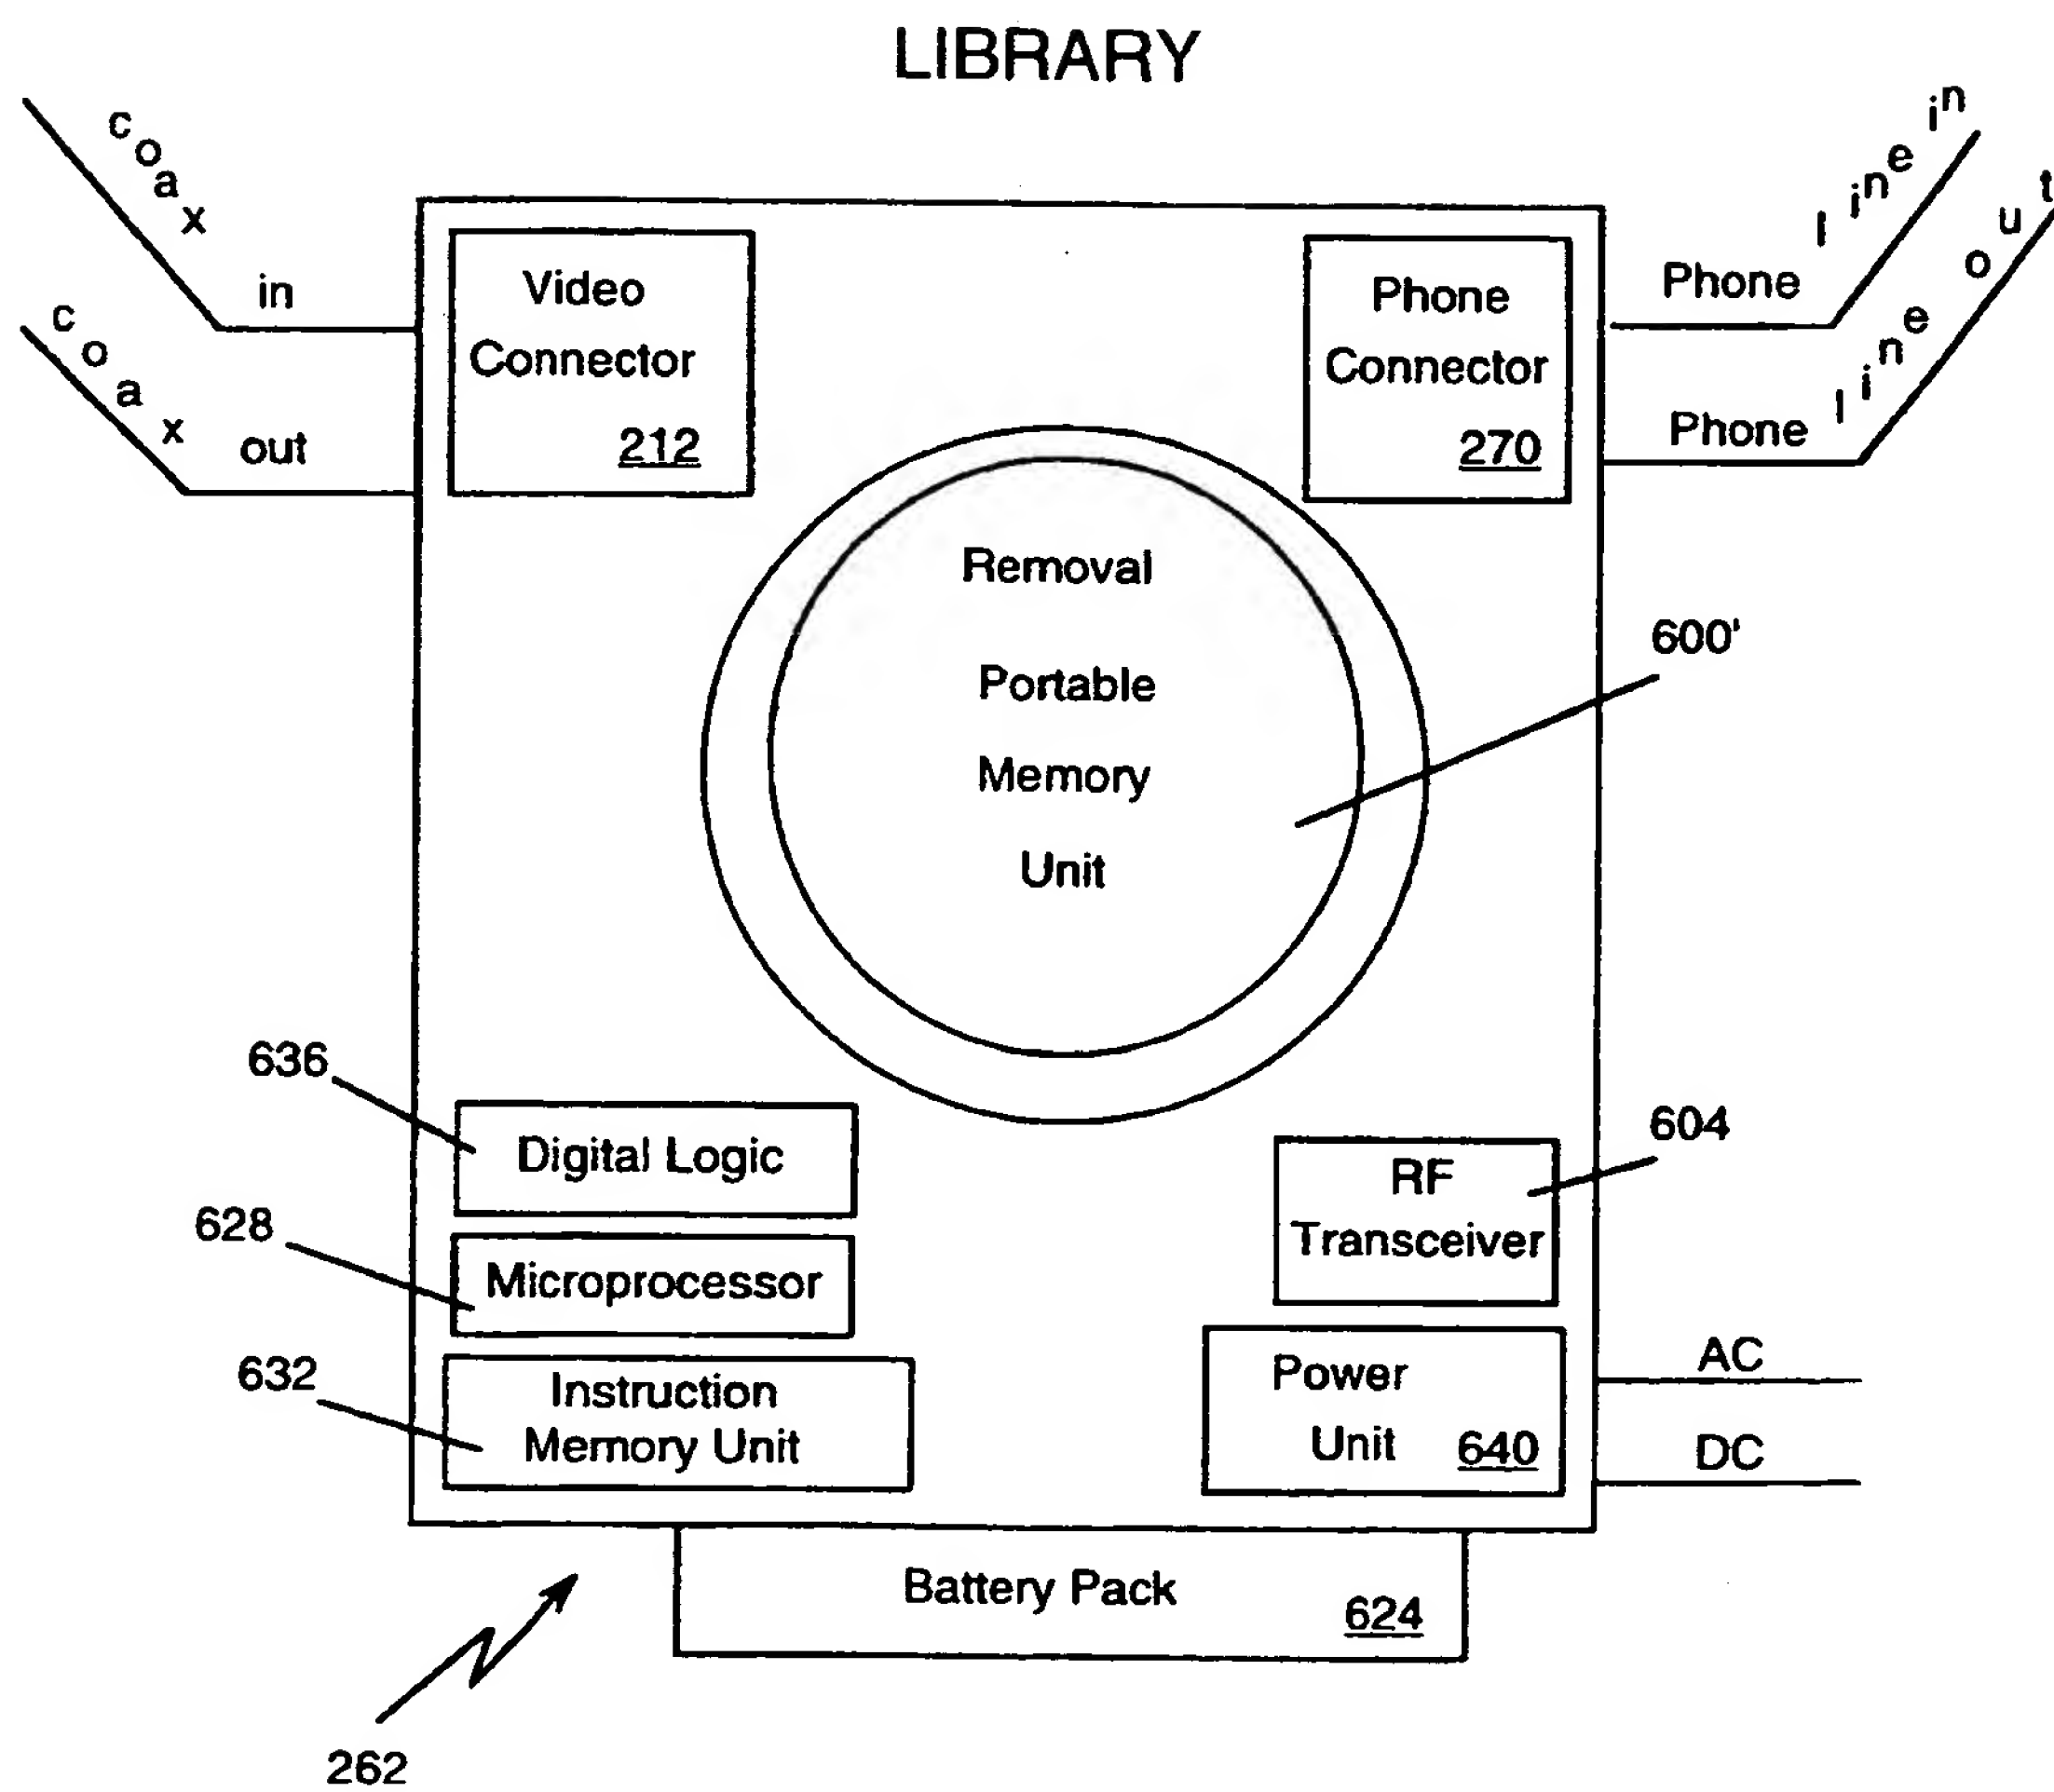 LIBRARY
coax in
coax out
Video
Connector
212
Phone
Connector
270
Phone line in
Phone line out
Removal
Portable
Memory
Unit
600'
636
Digital Logic
628
Microprocessor
632
Instruction
Memory Unit
604
RF
Transceiver
Power
Unit 640
AC
DC
Battery Pack
624
262